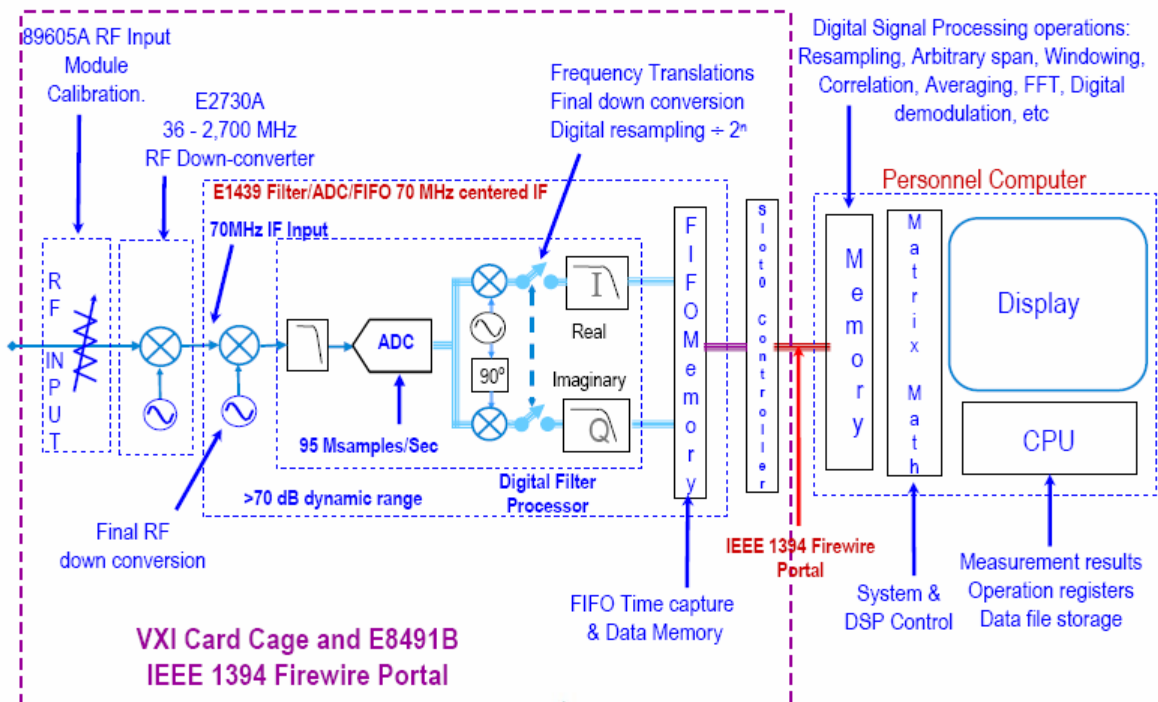 89605A RF Input
Module
Calibration.
E2730A
36 - 2,700 MHz
RF Down-converter
Frequency Translations
Final down conversion
Digital resampling ÷ 2ⁿ
Digital Signal Processing operations:
Resampling, Arbitrary span, Windowing,
Correlation, Averaging, FFT, Digital
demodulation, etc
E1439 Filter/ADC/FIFO 70 MHz centered IF
70MHz IF Input
Personnel Computer
RF INPUT
ADC
90º
I
Real
Imaginary
Q
FIFOMemory
Slot0 controller
Memory
Matrix Math
Display
CPU
95 Msamples/Sec
Digital Filter
Processor
>70 dB dynamic range
Final RF
down conversion
IEEE 1394 Firewire
Portal
FIFO Time capture
& Data Memory
System &
DSP Control
Measurement results
Operation registers
Data file storage
VXI Card Cage and E8491B
IEEE 1394 Firewire Portal